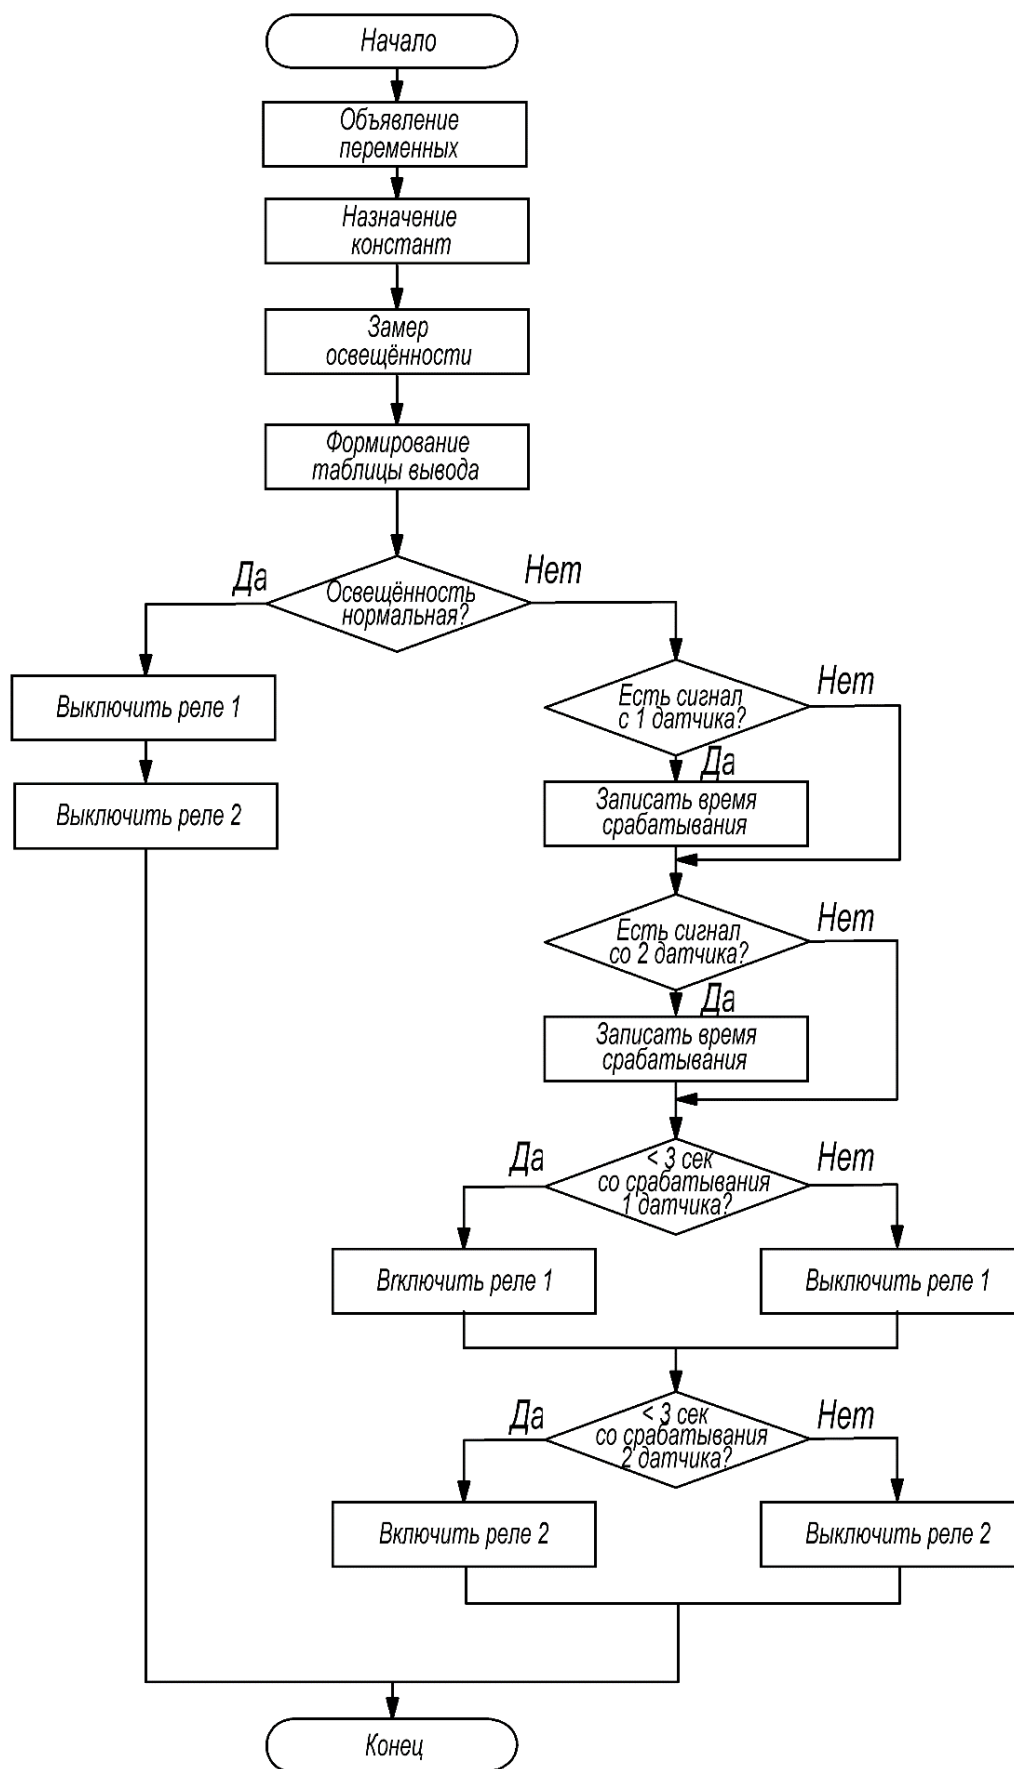 Начало
Объявление
переменных
Назначение
констант
Замер
освещённости
Формирование
таблицы вывода
Да
Нет
Освещённость
нормальная?
Выключить реле 1
Выключить реле 2
Есть сигнал
с 1 датчика?
Нет
Да
Записать время
срабатывания
Есть сигнал
со 2 датчика?
Нет
Да
Записать время
срабатывания
Да
< 3 сек
со срабатывания
1 датчика?
Нет
Вгключить реле 1
Выключить реле 1
Да
< 3 сек
со срабатывания
2 датчика?
Нет
Включить реле 2
Выключить реле 2
Конец